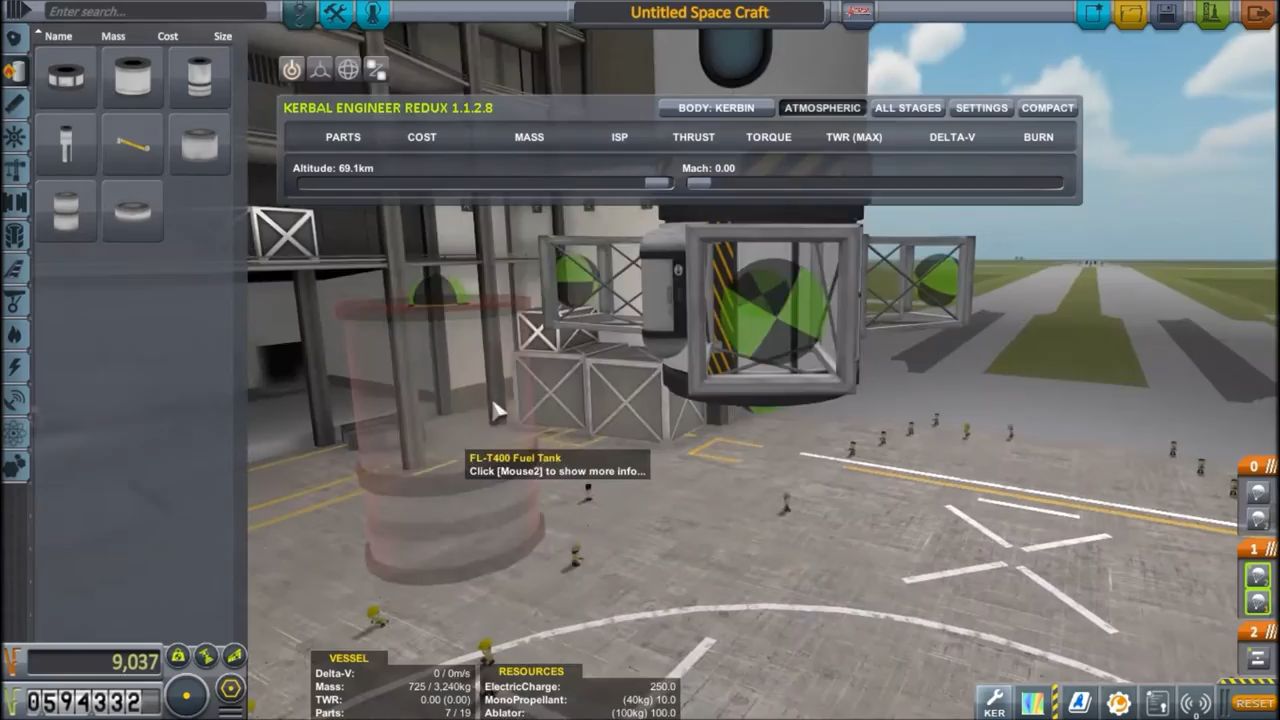 Enter search...
Untitled Space Craft
Name Mass Cost Size
KERBAL ENGINEER REDUX 1.1.2.8
BODY: KERBIN ATMOSPHERIC ALL STAGES SETTINGS COMPACT
PARTS COST MASS ISP THRUST TORQUE TWR (MAX) DELTA-V BURN
Altitude: 69.1km Mach: 0.00
FL-T400 Fuel Tank
Click [Mouse2] to show more info...
0
1
2
9,037
0594332
VESSEL
Delta-V: 0 / 0m/s
Mass: 725 / 3,240kg
TWR: 0.00 (0.00)
Parts: 7 / 19
RESOURCES
ElectricCharge: 250.0
MonoPropellant: (40kg) 10.0
Ablator: (100kg) 100.0
KER
0
RESET